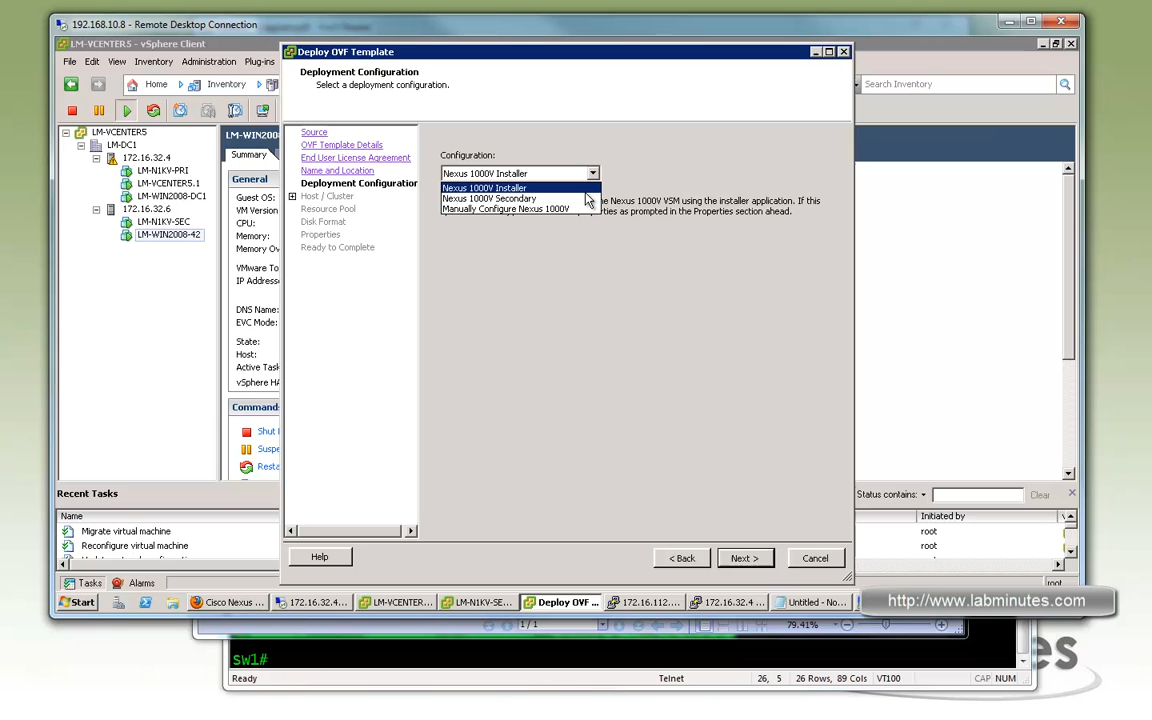 192.168.10.8 - Remote Desktop Connection
LM-VCENTER5 - vSphere Client
File Edit View Inventory Administration Plug-ins
Home Inventory
Search Inventory
LM-VCENTER5
LM-DC1
172.16.32.4
LM-N1KV-PRI
LM-VCENTER5.1
LM-WIN2008-DC1
172.16.32.6
LM-N1KV-SEC
LM-WIN2008-42
LM-WIN200
Summary
General
Guest OS:
VM Version
CPU:
Memory:
Memory Ov
VMware To
IP Address
DNS Name:
EVC Mode:
State:
Host:
Active Task
vSphere HA
Command
Shut
Suspe
Resta
Deploy OVF Template
Deployment Configuration
Select a deployment configuration.
Source
OVF Template Details
End User License Agreement
Name and Location
Deployment Configuration
Host / Cluster
Resource Pool
Disk Format
Properties
Ready to Complete
Configuration:
Nexus 1000V Installer
Nexus 1000V Installer
Nexus 1000V Secondary
Manually Configure Nexus 1000V
e Nexus 1000V VSM using the installer application. If this
ties as prompted in the Properties section ahead.
Help
< Back
Next >
Cancel
Recent Tasks
Status contains:
Clear
Name
Initiated by
Migrate virtual machine
root
Reconfigure virtual machine
root
Tasks
Alarms
root
Start
Cisco Nexus ...
172.16.32.4...
LM-VCENTER...
LM-N1KV-SE...
Deploy OVF ...
172.16.112....
172.16.32.4 ...
Untitled - No...
http://www.labminutes.com
1 / 1
79.41%
sw1#
es
Ready
Telnet
26, 5
26 Rows, 89 Cols
VT100
CAP NUM